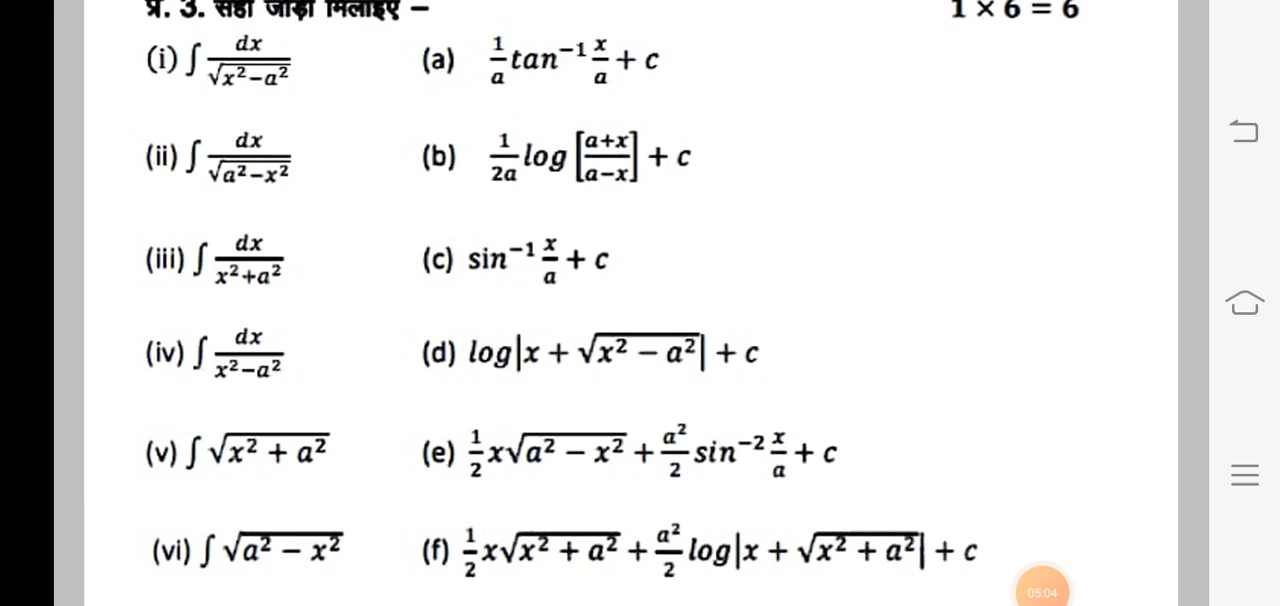 प्र. 3. सही जोड़ी मिलाइए – 1 × 6 = 6
(i) ∫ dx/√(x²−a²) (a) 1/a tan⁻¹ x/a + c
(ii) ∫ dx/√(a²−x²) (b) 1/2a log [a+x/a−x] + c
(iii) ∫ dx/x²+a² (c) sin⁻¹ x/a + c
(iv) ∫ dx/x²−a² (d) log|x + √(x² − a²)| + c
(v) ∫ √(x² + a²) (e) 1/2 x√(a² − x²) + a²/2 sin⁻² x/a + c
(vi) ∫ √(a² − x²) (f) 1/2 x√(x² + a²) + a²/2 log|x + √(x² + a²)| + c
05:04